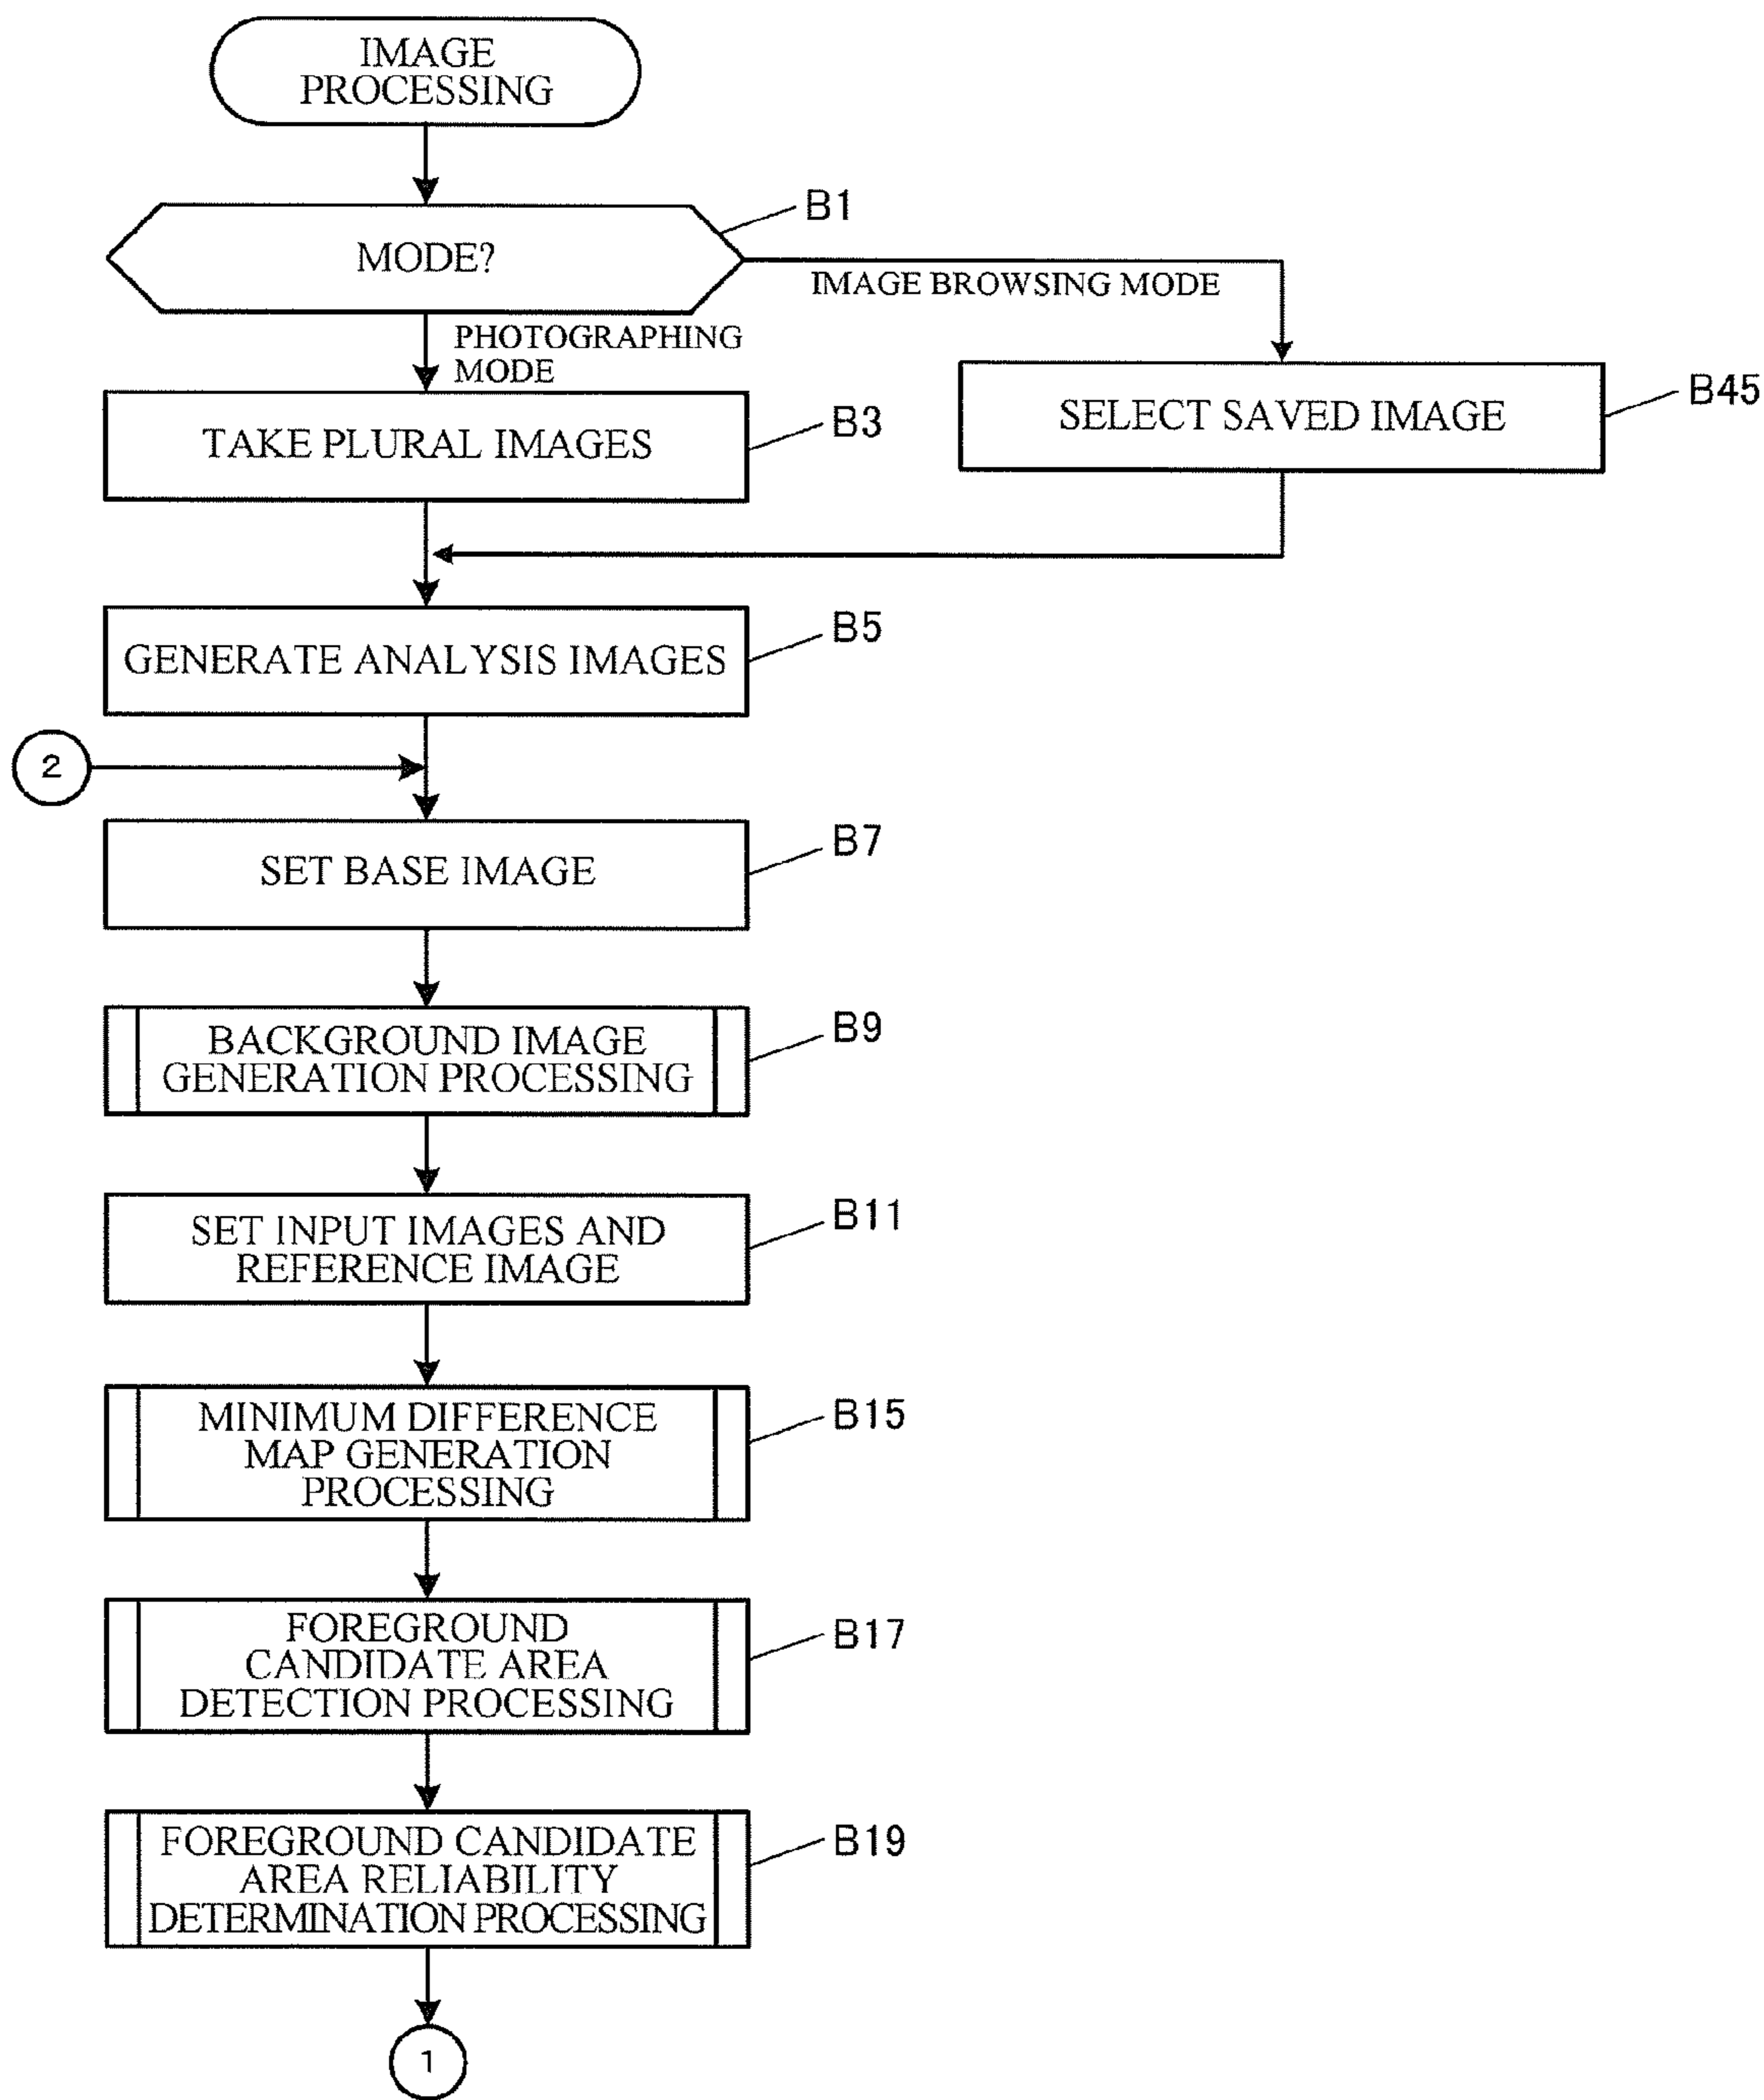 IMAGE
PROCESSING
B1
MODE?
IMAGE BROWSING MODE
PHOTOGRAPHING
MODE
B45
SELECT SAVED IMAGE
B3
TAKE PLURAL IMAGES
B5
GENERATE ANALYSIS IMAGES
2
B7
SET BASE IMAGE
B9
BACKGROUND IMAGE
GENERATION PROCESSING
B11
SET INPUT IMAGES AND
REFERENCE IMAGE
B15
MINIMUM DIFFERENCE
MAP GENERATION
PROCESSING
B17
FOREGROUND
CANDIDATE AREA
DETECTION PROCESSING
B19
FOREGROUND CANDIDATE
AREA RELIABILITY
DETERMINATION PROCESSING
1